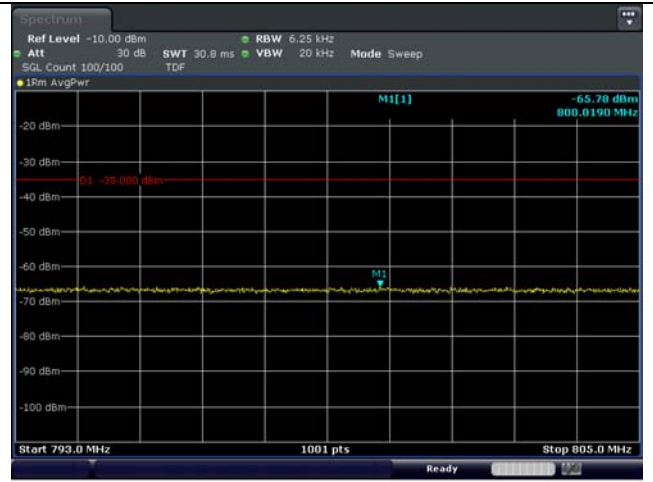 Spectrum
Ref Level -10.00 dBm RBW 6.25 kHz
Att 30 dB SWT 30.8 ms VBW 20 kHz Mode Sweep
SGL Count 100/100 TDF
1Rm AvgPwr
M1[1] -65.78 dBm
800.0190 MHz
-20 dBm
-30 dBm
D1 -35.000 dBm
-40 dBm
-50 dBm
-60 dBm
M1
-70 dBm
-80 dBm
-90 dBm
-100 dBm
Start 793.0 MHz 1001 pts Stop 805.0 MHz
Ready